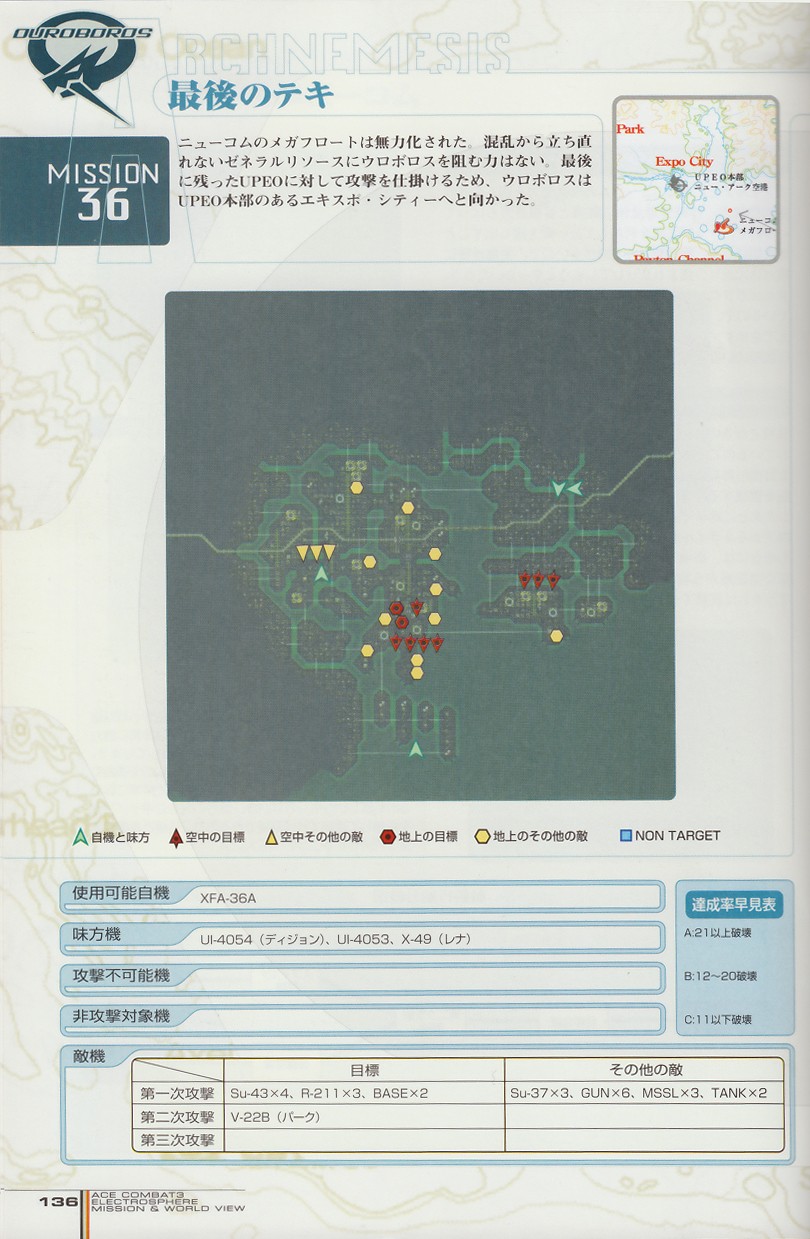 OUROBOROS
ARCHNEMESIS
最後のテキ
MISSION
36
ニューコムのメガフロートは無力化された。混乱から立ち直
れないゼネラルリソースにウロボロスを阻む力はない。最後
に残ったUPEOに対して攻撃を仕掛けるため、ウロボロスは
UPEO本部のあるエキスポ・シティーへと向かった。
Park
Expo City
UPEO本部
ニュー・アーク空港
ニューコ
メガフロー
Peyton Channel
自機と味方
空中の目標
空中その他の敵
地上の目標
地上のその他の敵
NON TARGET
使用可能自機
XFA-36A
味方機
UI-4054（ディジョン）、UI-4053、X-49（レナ）
攻撃不可能機
非攻撃対象機
達成率早見表
A:21以上破壊
B:12〜20破壊
C:11以下破壊
敵機
目標
その他の敵
第一次攻撃
Su-43×4、R-211×3、BASE×2
Su-37×3、GUN×6、MSSL×3、TANK×2
第二次攻撃
V-22B（パーク）
第三次攻撃
136
ACE COMBAT3
ELECTROSPHERE
MISSION & WORLD VIEW